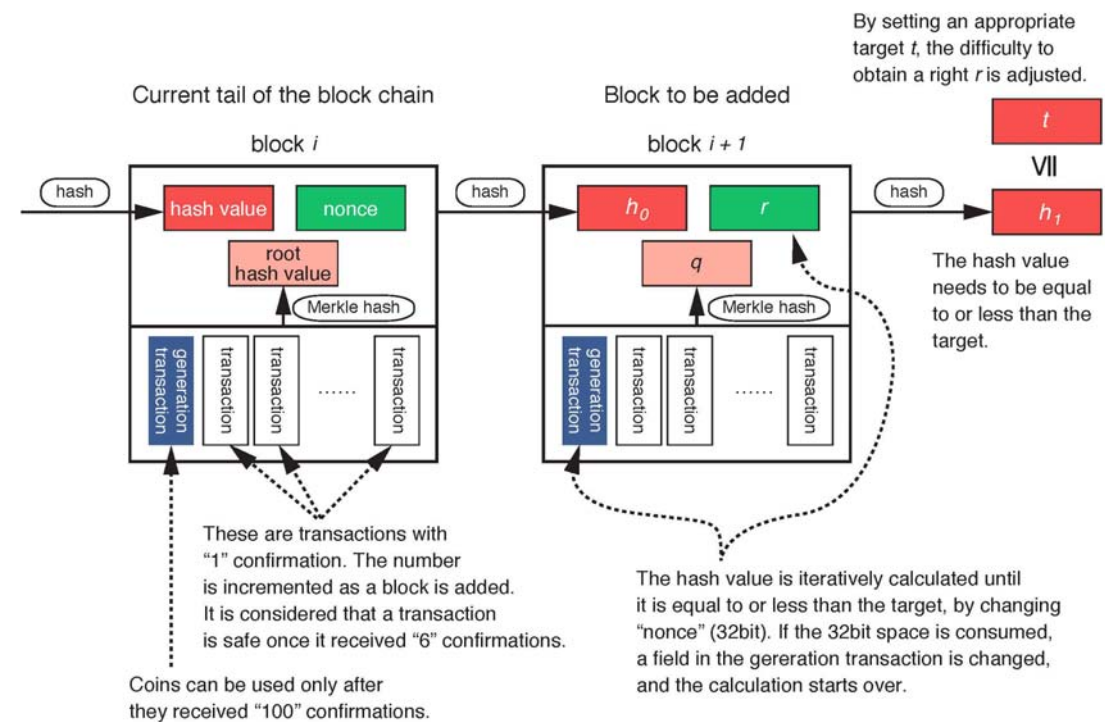 By setting an appropriate
target t, the difficulty to
obtain a right r is adjusted.
Current tail of the block chain
Block to be added
block i
block i + 1
t
VII
hash
hash value
nonce
hash
h0
r
hash
h1
root
hash value
q
Merkle hash
Merkle hash
The hash value
needs to be equal
to or less than the
target.
generation
transaction
transaction
transaction
......
transaction
generation
transaction
transaction
transaction
......
transaction
These are transactions with
“1” confirmation. The number
is incremented as a block is added.
It is considered that a transaction
is safe once it received “6” confirmations.
Coins can be used only after
they received “100” confirmations.
The hash value is iteratively calculated until
it is equal to or less than the target, by changing
“nonce” (32bit). If the 32bit space is consumed,
a field in the gereration transaction is changed,
and the calculation starts over.